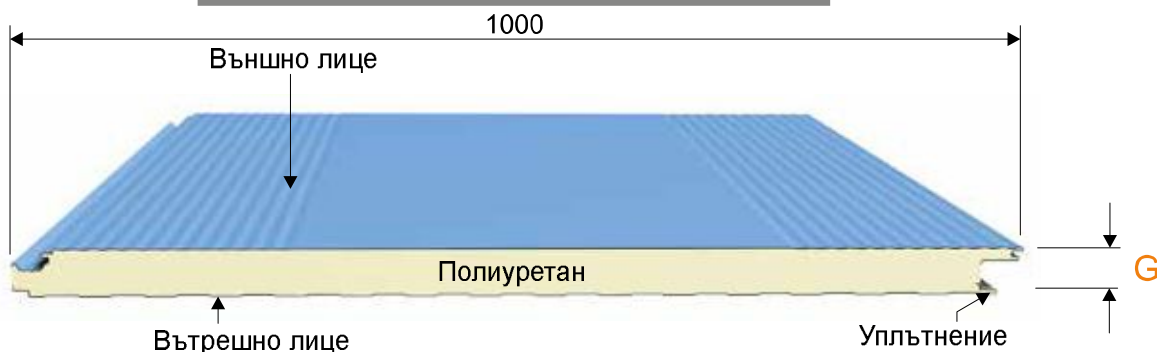 1000
Външно лице
Полиуретан
G
Уплътнение
Вътрешно лице